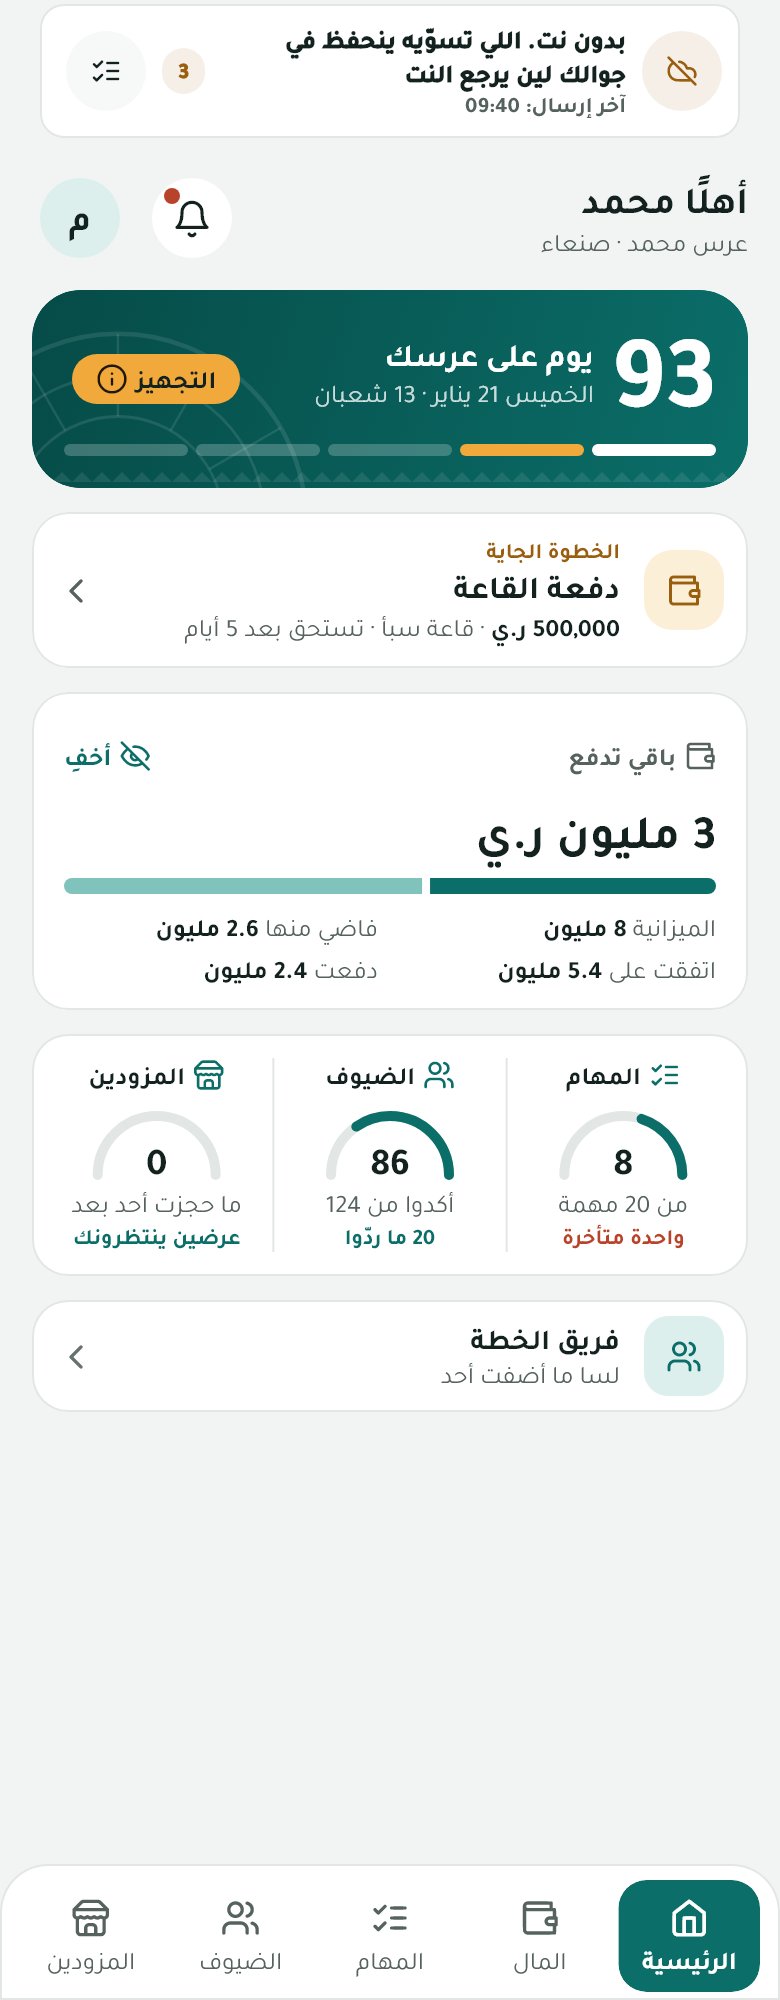 بدون نت. اللي تسوّيه ينحفظ في
جوالك لين يرجع النت
آخر إرسال: 09:40
3
أهلًا محمد
عرس محمد · صنعاء
م
93
يوم على عرسك
الخميس 21 يناير · 13 شعبان
التجهيز
الخطوة الجاية
دفعة القاعة
500,000 ر.ي · قاعة سبأ · تستحق بعد 5 أيام
باقي تدفع
أخفِ
3 مليون ر.ي
الميزانية 8 مليون
فاضي منها 2.6 مليون
اتفقت على 5.4 مليون
دفعت 2.4 مليون
المهام
8
من 20 مهمة
واحدة متأخرة
الضيوف
86
أكدوا من 124
20 ما ردّوا
المزودين
0
ما حجزت أحد بعد
عرضين ينتظرونك
فريق الخطة
لسا ما أضفت أحد
الرئيسية
المال
المهام
الضيوف
المزودين